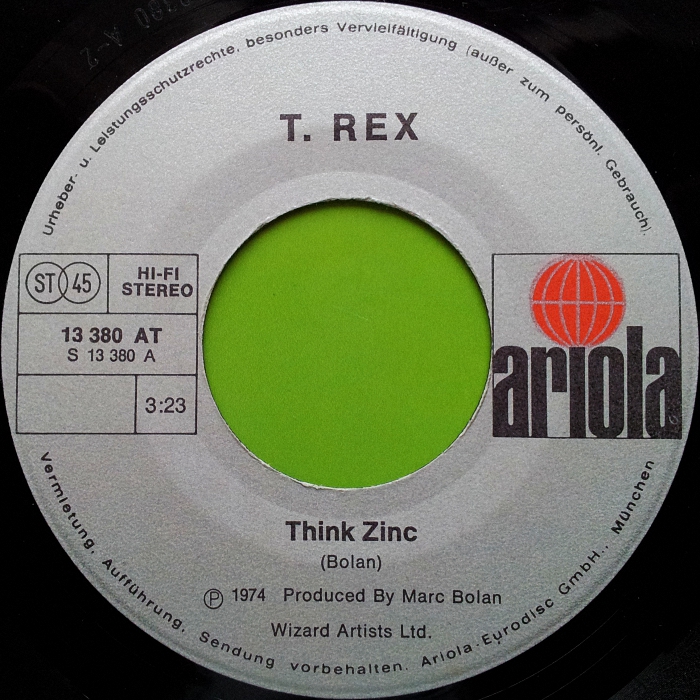 Urheber- u. Leistungsschutzrechte, besonders Vervielfältigung (außer zum persönl. Gebrauch),
T. REX
ST 45
HI-FI
STEREO
13 380 AT
S 13 380 A
3:23
ariola
Think Zinc
(Bolan)
Ⓟ 1974 Produced By Marc Bolan
Wizard Artists Ltd.
Vermietung, Aufführung, Sendung vorbehalten. Ariola-Eurodisc GmbH., München